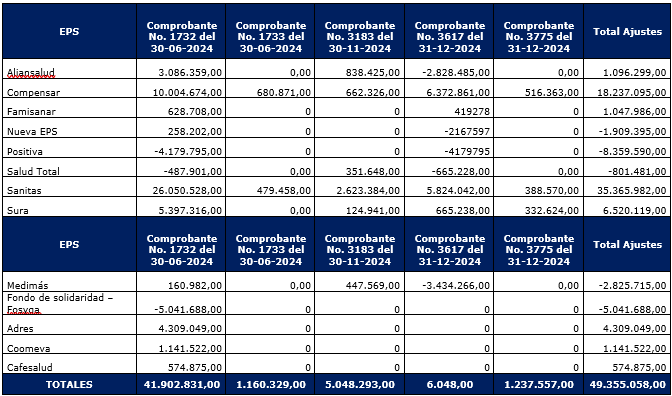 EPS Comprobante No. 1732 del 30-06-2024 Comprobante No. 1733 del 30-06-2024 Comprobante No. 3183 del 30-11-2024 Comprobante No. 3617 del 31-12-2024 Comprobante No. 3775 del 31-12-2024 Total Ajustes
Aliansalud 3.086.359,00 0,00 838.425,00 -2.828.485,00 0,00 1.096.299,00
Compensar 10.004.674,00 680.871,00 662.326,00 6.372.861,00 516.363,00 18.237.095,00
Famisanar 628.708,00 0 0 419278 0 1.047.986,00
Nueva EPS 258.202,00 0 0 -2167597 0 -1.909.395,00
Positiva -4.179.795,00 0 0 -4179795 0 -8.359.590,00
Salud Total -487.901,00 0 351.648,00 -665.228,00 0,00 -801.481,00
Sanitas 26.050.528,00 479.458,00 2.623.384,00 5.824.042,00 388.570,00 35.365.982,00
Sura 5.397.316,00 0,00 124.941,00 665.238,00 332.624,00 6.520.119,00
EPS Comprobante No. 1732 del 30-06-2024 Comprobante No. 1733 del 30-06-2024 Comprobante No. 3183 del 30-11-2024 Comprobante No. 3617 del 31-12-2024 Comprobante No. 3775 del 31-12-2024 Total Ajustes
Medimás 160.982,00 0 447.569,00 -3.434.266,00 0,00 -2.825.715,00
Fondo de solidaridad – Fosyga -5.041.688,00 0 0 0 0 -5.041.688,00
Adres 4.309.049,00 0 0 0 0 4.309.049,00
Coomeva 1.141.522,00 0 0 0 0 1.141.522,00
Cafesalud 574.875,00 0 0 0 0 574.875,00
TOTALES 41.902.831,00 1.160.329,00 5.048.293,00 6.048,00 1.237.557,00 49.355.058,00